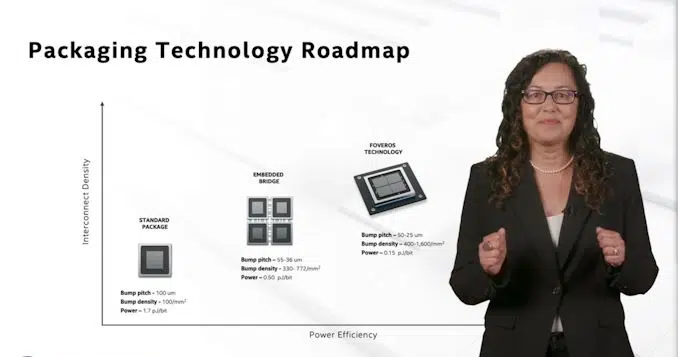 Packaging Technology Roadmap
Interconnect Density
STANDARD
PACKAGE
Bump pitch – 100 um
Bump density – 100/mm²
Power – 1.7 pJ/bit
EMBEDDED
BRIDGE
Bump pitch – 55-36 um
Bump density – 330- 772/mm²
Power – 0.50 pJ/bit
FOVEROS
TECHNOLOGY
Bump pitch – 50-25 um
Bump density – 400-1,600/mm²
Power – 0.15 pJ/bit
Power Efficiency